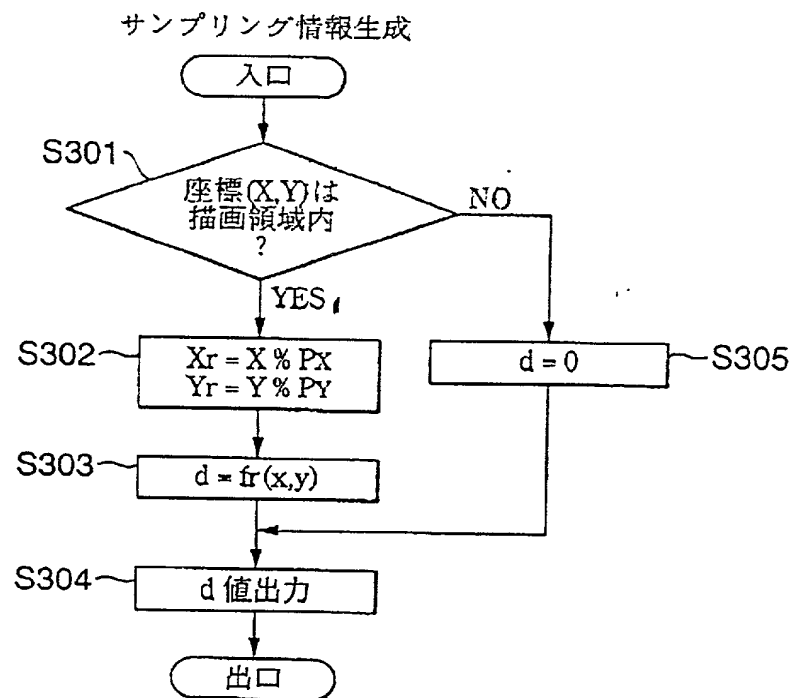 サンプリング情報生成
入口
S301
座標(X,Y)は
描画領域内
?
NO
YES
S302
Xr = X % PX
Yr = Y % PY
d = 0
S305
S303
d = fr(x,y)
S304
d 値出力
出口